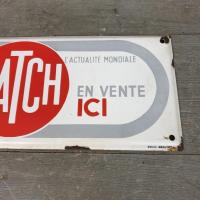 ATCH
L'ACTUALITÉ MONDIALE
EN VENTE
ICI